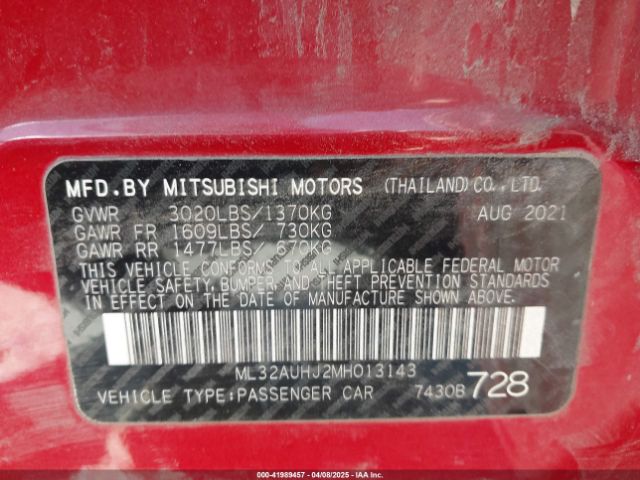 MFD.BY MITSUBISHI MOTORS (THAILAND)CO.,LTD.
GVWR 3020LBS/1370KG AUG 2021
GAWR FR 1609LBS/ 730KG
GAWR RR 1477LBS/ 670KG
THIS VEHICLE CONFORMS TO ALL APPLICABLE FEDERAL MOTOR
VEHICLE SAFETY, BUMPER, AND THEFT PREVENTION STANDARDS
IN EFFECT ON THE DATE OF MANUFACTURE SHOWN ABOVE.
ML32AUHJ2MH013143
VEHICLE TYPE:PASSENGER CAR 7430B 728
000-41989457 - 04/08/2025 - IAA Inc. (US)